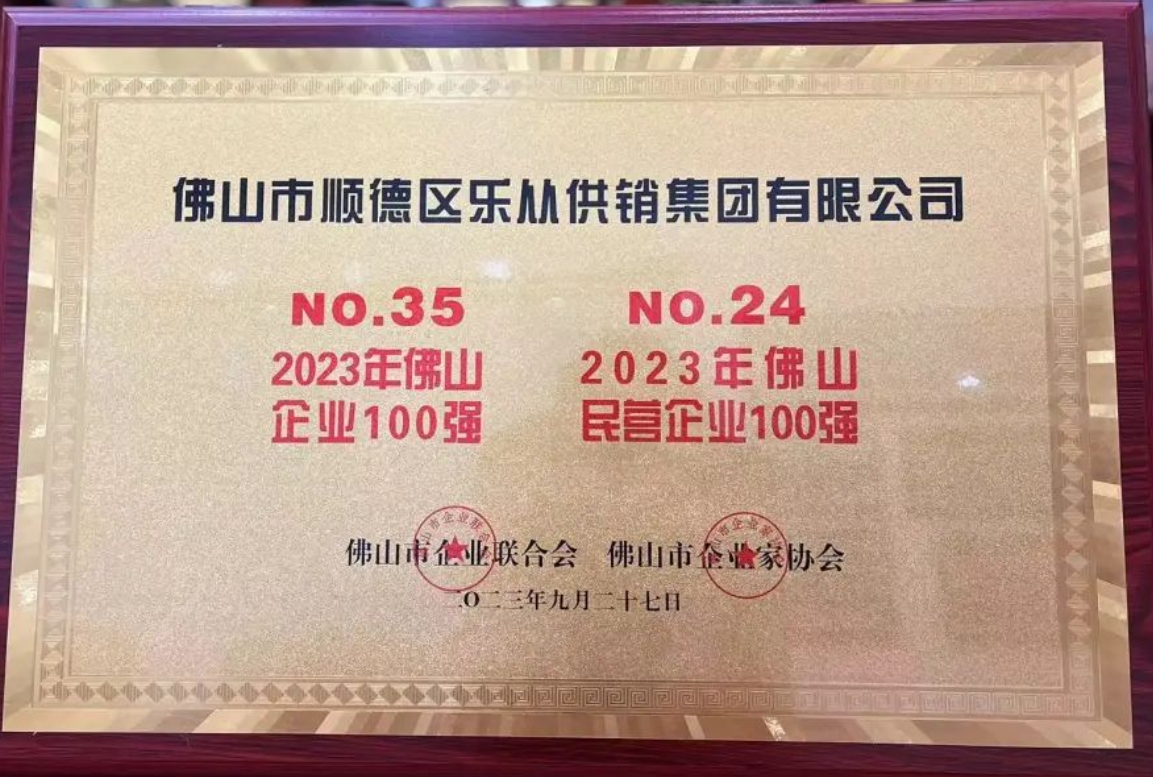 佛山市顺德区乐从供销集团有限公司
NO.35
2023年佛山
企业100强
NO.24
2023年佛山
民营企业100强
佛山市企业联合会 佛山市企业家协会
二〇二三年九月二十七日